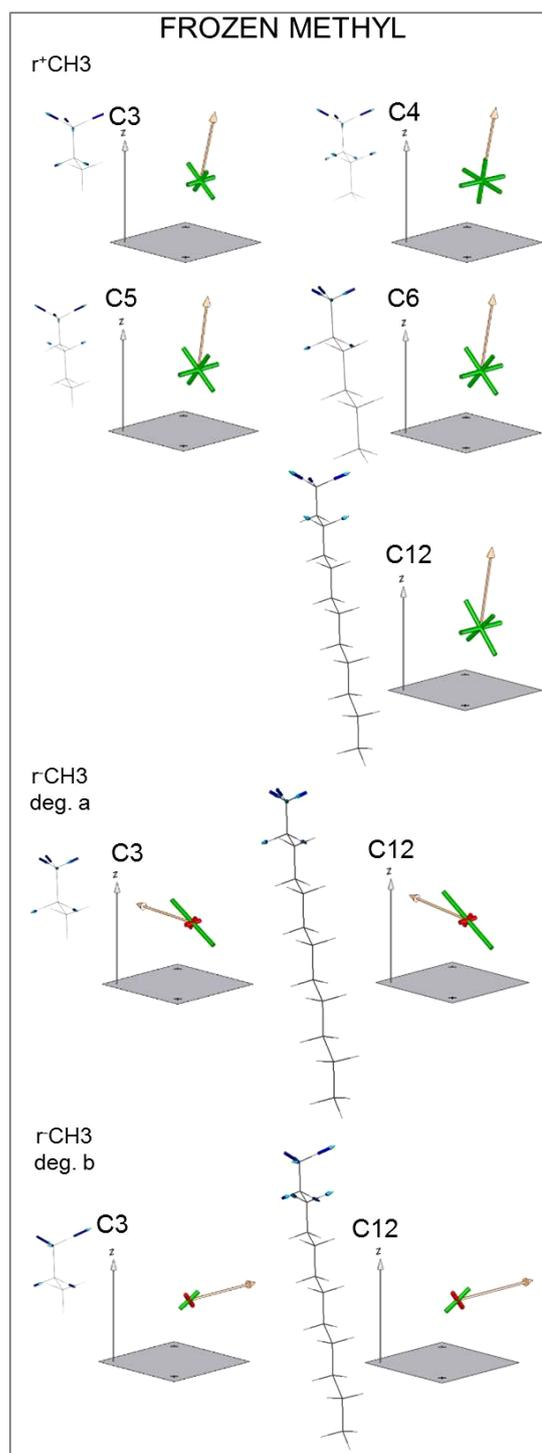 FROZEN METHYL
r⁺CH3
C3
z
C4
z
C5
z
C6
z
C12
z
r⁻CH3
deg. a
C3
z
C12
z
r⁻CH3
deg. b
C3
z
C12
z